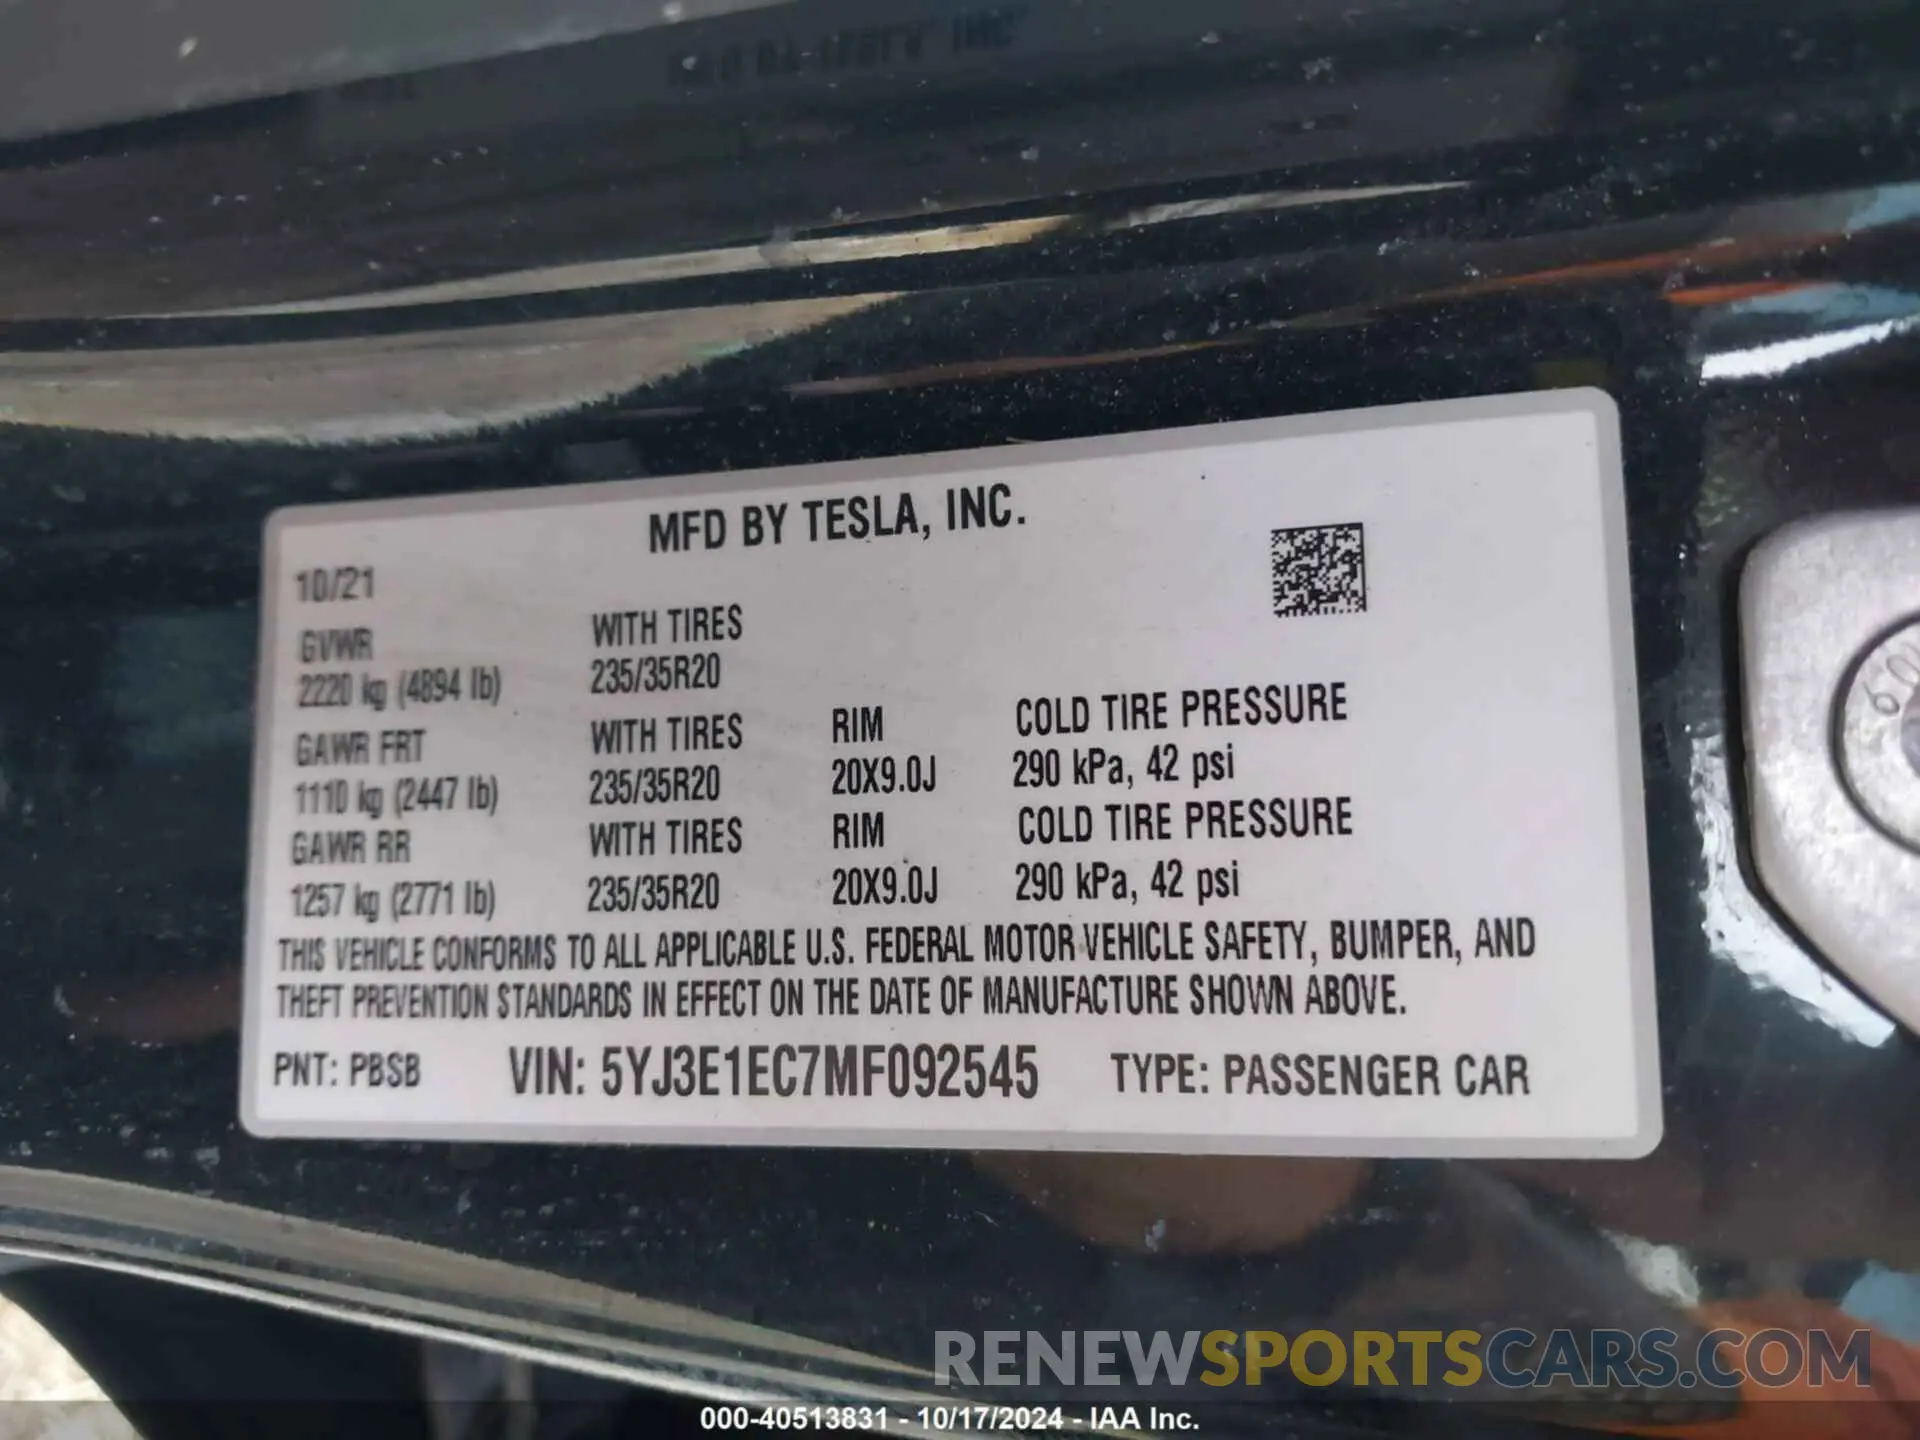 MFD BY TESLA, INC.
10/21
GVWR WITH TIRES
2220 kg (4894 lb) 235/35R20
GAWR FRT WITH TIRES RIM COLD TIRE PRESSURE
1110 kg (2447 lb) 235/35R20 20X9.0J 290 kPa, 42 psi
GAWR RR WITH TIRES RIM COLD TIRE PRESSURE
1257 kg (2771 lb) 235/35R20 20X9.0J 290 kPa, 42 psi
THIS VEHICLE CONFORMS TO ALL APPLICABLE U.S. FEDERAL MOTOR VEHICLE SAFETY, BUMPER, AND
THEFT PREVENTION STANDARDS IN EFFECT ON THE DATE OF MANUFACTURE SHOWN ABOVE.
PNT: PBSB VIN: 5YJ3E1EC7MF092545 TYPE: PASSENGER CAR
RENEWSPORTSCARS.COM
000-40513831 - 10/17/2024 - IAA Inc.